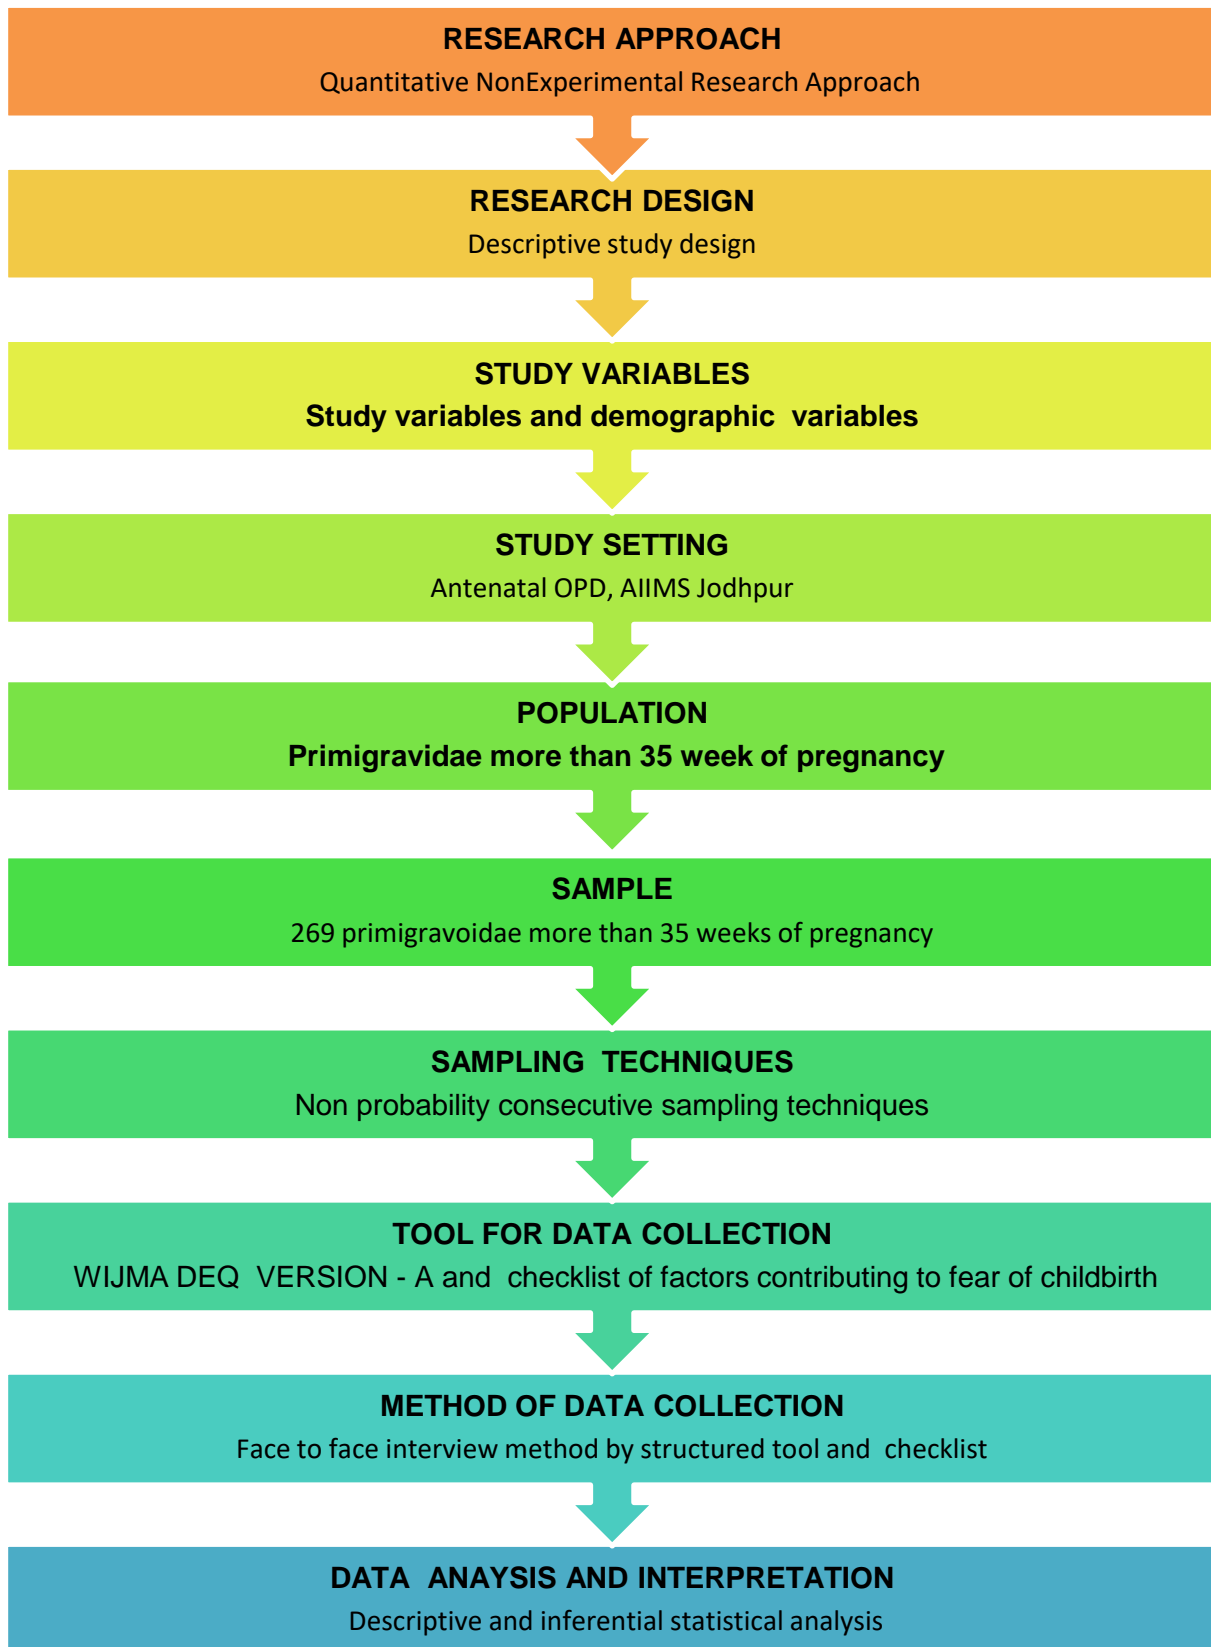 RESEARCH APPROACH
Quantitative NonExperimental Research Approach
RESEARCH DESIGN
Descriptive study design
STUDY VARIABLES
Study variables and demographic variables
STUDY SETTING
Antenatal OPD, AIIMS Jodhpur
POPULATION
Primigravidae more than 35 week of pregnancy
SAMPLE
269 primigravoidae more than 35 weeks of pregnancy
SAMPLING TECHNIQUES
Non probability consecutive sampling techniques
TOOL FOR DATA COLLECTION
WIJMA DEQ VERSION - A and checklist of factors contributing to fear of childbirth
METHOD OF DATA COLLECTION
Face to face interview method by structured tool and checklist
DATA ANAYSIS AND INTERPRETATION
Descriptive and inferential statistical analysis